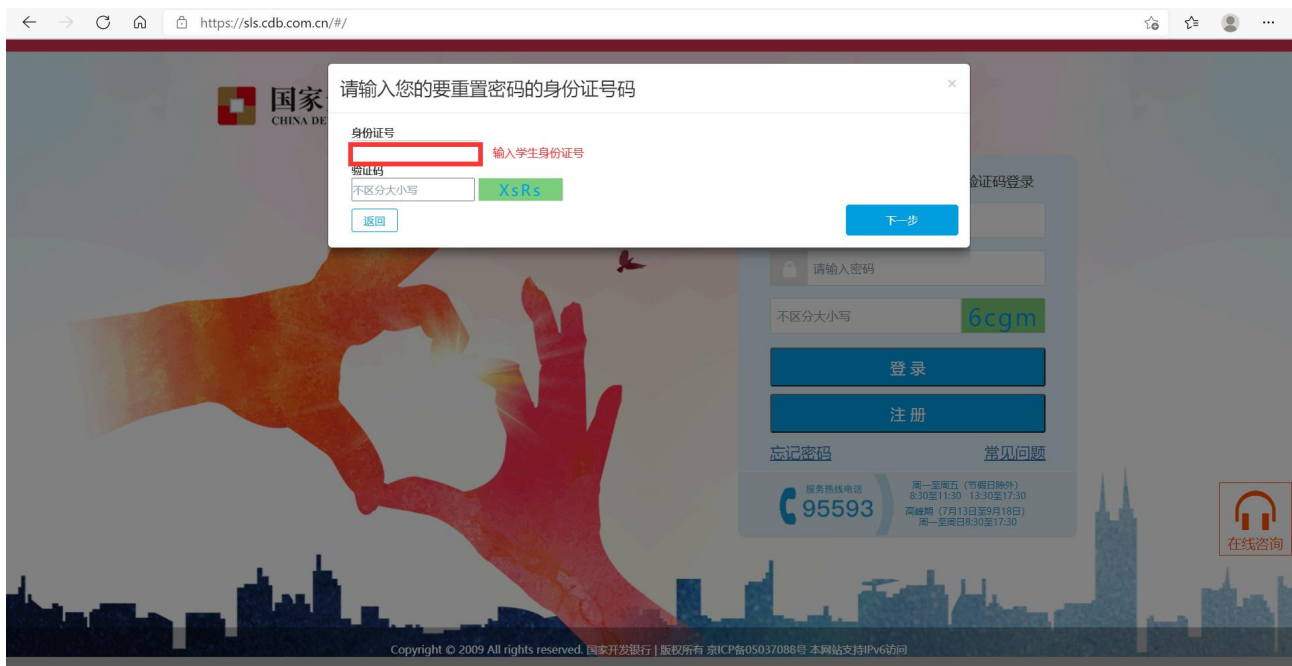 https://sls.cdb.com.cn/#/
国家
CHINA DE
请输入您的要重置密码的身份证号码
×
身份证号
输入学生身份证号
验证码
不区分大小写
XsRs
返回
下一步
验证码登录
请输入密码
不区分大小写
6cgm
登录
注册
忘记密码
常见问题
服务热线电话
95593
周一至周五(节假日除外)
8:30至11:30 13:30至17:30
高峰期(7月13日至9月18日)
周一至周日8:30至17:30
在线咨询
Copyright © 2009 All rights reserved. 国家开发银行 | 版权所有 京ICP备05037088号 本网站支持IPv6访问